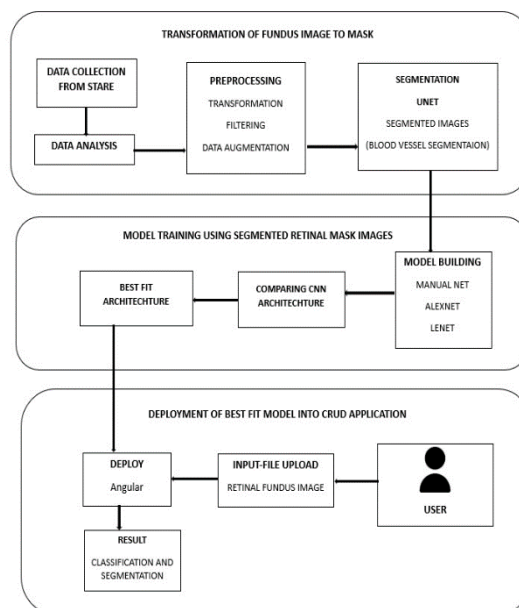 TRANSFORMATION OF FUNDUS IMAGE TO MASK
DATA COLLECTION
FROM STARE
DATA ANALYSIS
PREPROCESSING
TRANSFORMATION
FILTERING
DATA AUGMENTATION
SEGMENTATION
UNET
SEGMENTED IMAGES
(BLOOD VESSEL SEGMENTAION)
MODEL TRAINING USING SEGMENTED RETINAL MASK IMAGES
MODEL BUILDING
MANUAL NET
ALEXNET
LENET
COMPARING CNN
ARCHITECHTURE
BEST FIT
ARCHITECHTURE
DEPLOYMENT OF BEST FIT MODEL INTO CRUD APPLICATION
DEPLOY
Angular
INPUT-FILE UPLOAD
RETINAL FUNDUS IMAGE
USER
RESULT
CLASSIFICATION AND
SEGMENTATION